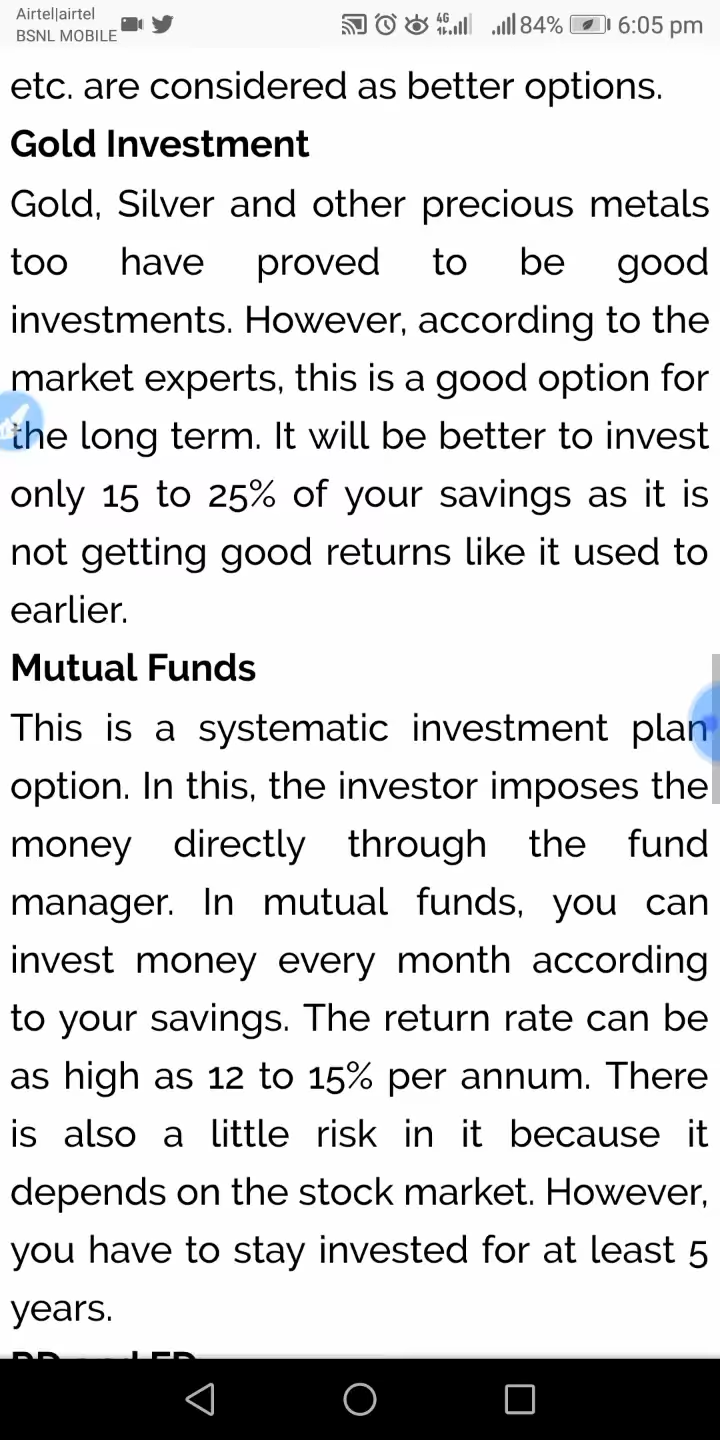 Airtel|airtel
BSNL MOBILE
4G
84%
6:05 pm
etc. are considered as better options.
Gold Investment
Gold, Silver and other precious metals
too have proved to be good
investments. However, according to the
market experts, this is a good option for
the long term. It will be better to invest
only 15 to 25% of your savings as it is
not getting good returns like it used to
earlier.
Mutual Funds
This is a systematic investment plan
option. In this, the investor imposes the
money directly through the fund
manager. In mutual funds, you can
invest money every month according
to your savings. The return rate can be
as high as 12 to 15% per annum. There
is also a little risk in it because it
depends on the stock market. However,
you have to stay invested for at least 5
years.